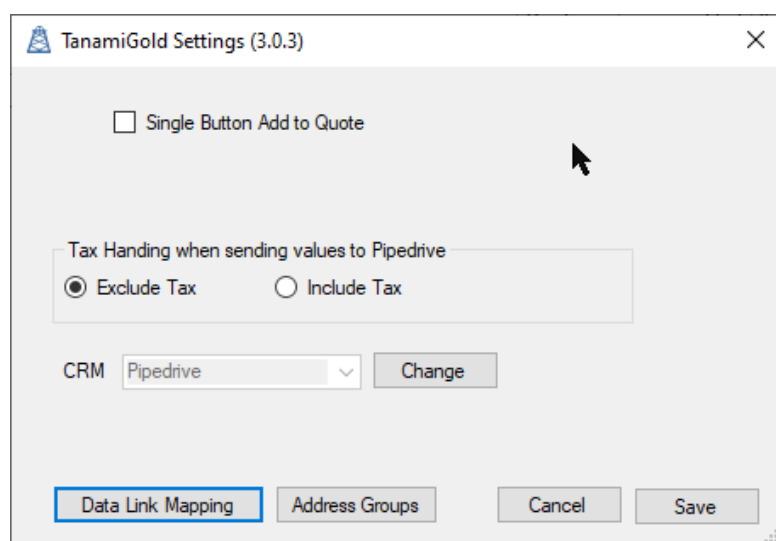 TanamiGold Settings (3.0.3)
Single Button Add to Quote
Tax Handing when sending values to Pipedrive
Exclude Tax Include Tax
CRM Pipedrive Change
Data Link Mapping Address Groups Cancel Save